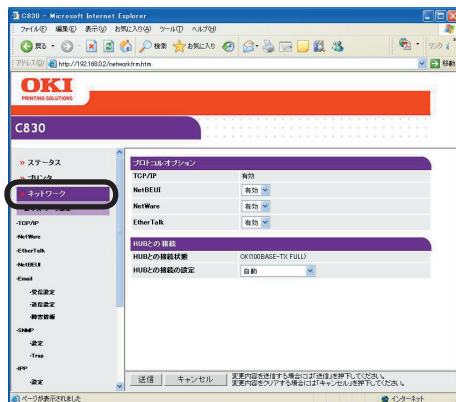 C830 - Microsoft Internet Explorer
ファイル(F) 編集(E) 表示(V) お気に入り(A) ツール(T) ヘルプ(H)
戻る 検索 お気に入り
アドレス(D) http://192.168.0.2/networkfrm.htm 移動
OKI
PRINTING SOLUTIONS
C830
» ステータス
» プリンタ
» ネットワーク
-TCP/IP
-NetWare
-EtherTalk
-NetBEUI
-Email
-受信設定
-送信設定
-障害情報
-SNMP
-設定
-Trap
-IPP
-設定
プロトコルオプション
TCP/IP 有効
NetBEUI 有効
NetWare 有効
EtherTalk 有効
HUBとの接続
HUBとの接続状態 OK(100BASE-TX FULL)
HUBとの接続の設定 自動
送信 キャンセル 変更内容を送信する場合には「送信」を押下してください。
変更内容をクリアする場合には「キャンセル」を押下してください。
ページが表示されました インターネット